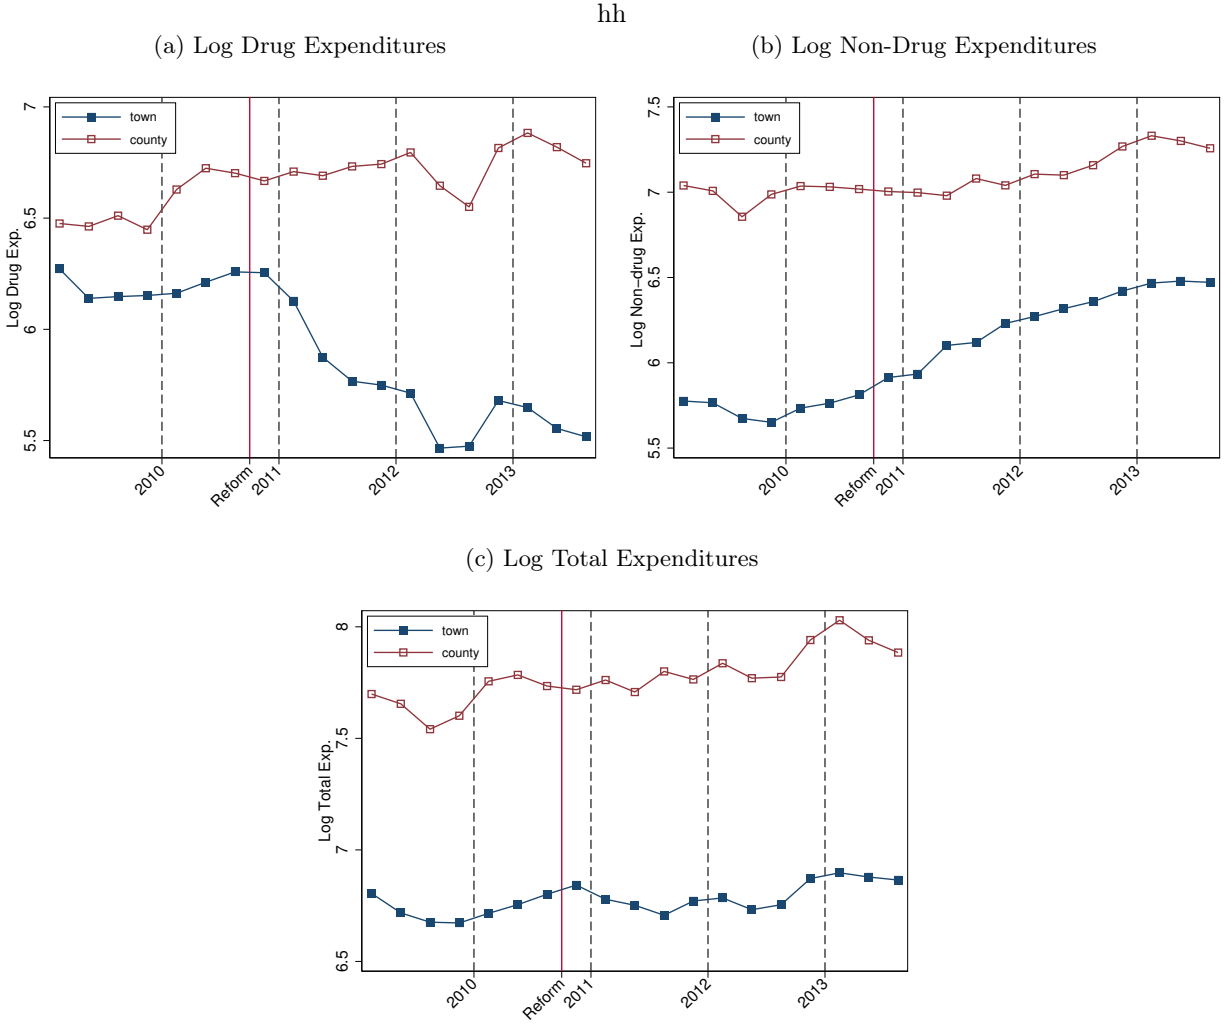 hh
(a) Log Drug Expenditures
(b) Log Non-Drug Expenditures
town
county
Log Drug Exp.
7
6.5
6
5.5
2010
Reform
2011
2012
2013
town
county
Log Non−drug Exp.
7.5
7
6.5
6
5.5
2010
Reform
2011
2012
2013
(c) Log Total Expenditures
town
county
Log Total Exp.
8
7.5
7
6.5
2010
Reform
2011
2012
2013